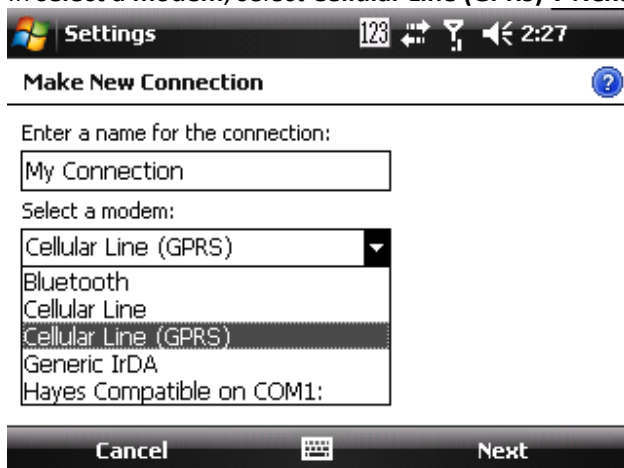 Settings 123 2:27
Make New Connection ?
Enter a name for the connection:
My Connection
Select a modem:
Cellular Line (GPRS)
Bluetooth
Cellular Line
Cellular Line (GPRS)
Generic IrDA
Hayes Compatible on COM1:
Cancel Next